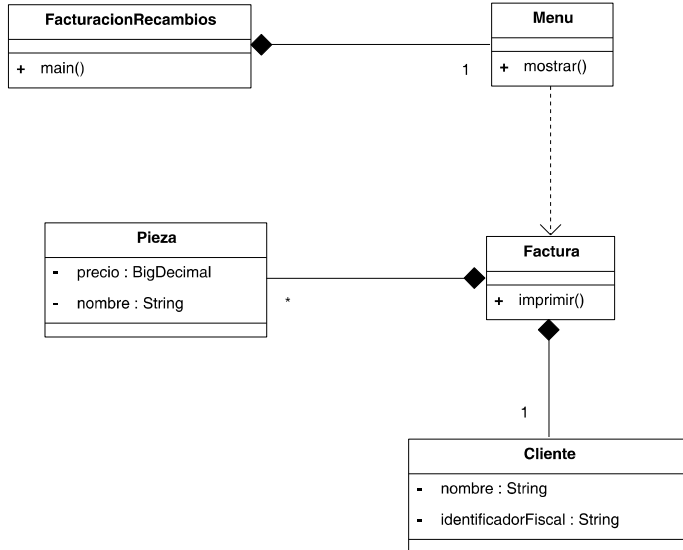 FacturacionRecambios
+ main()
Menu
+ mostrar()
1
Pieza
- precio : BigDecimal
- nombre : String
*
Factura
+ imprimir()
1
Cliente
- nombre : String
- identificadorFiscal : String